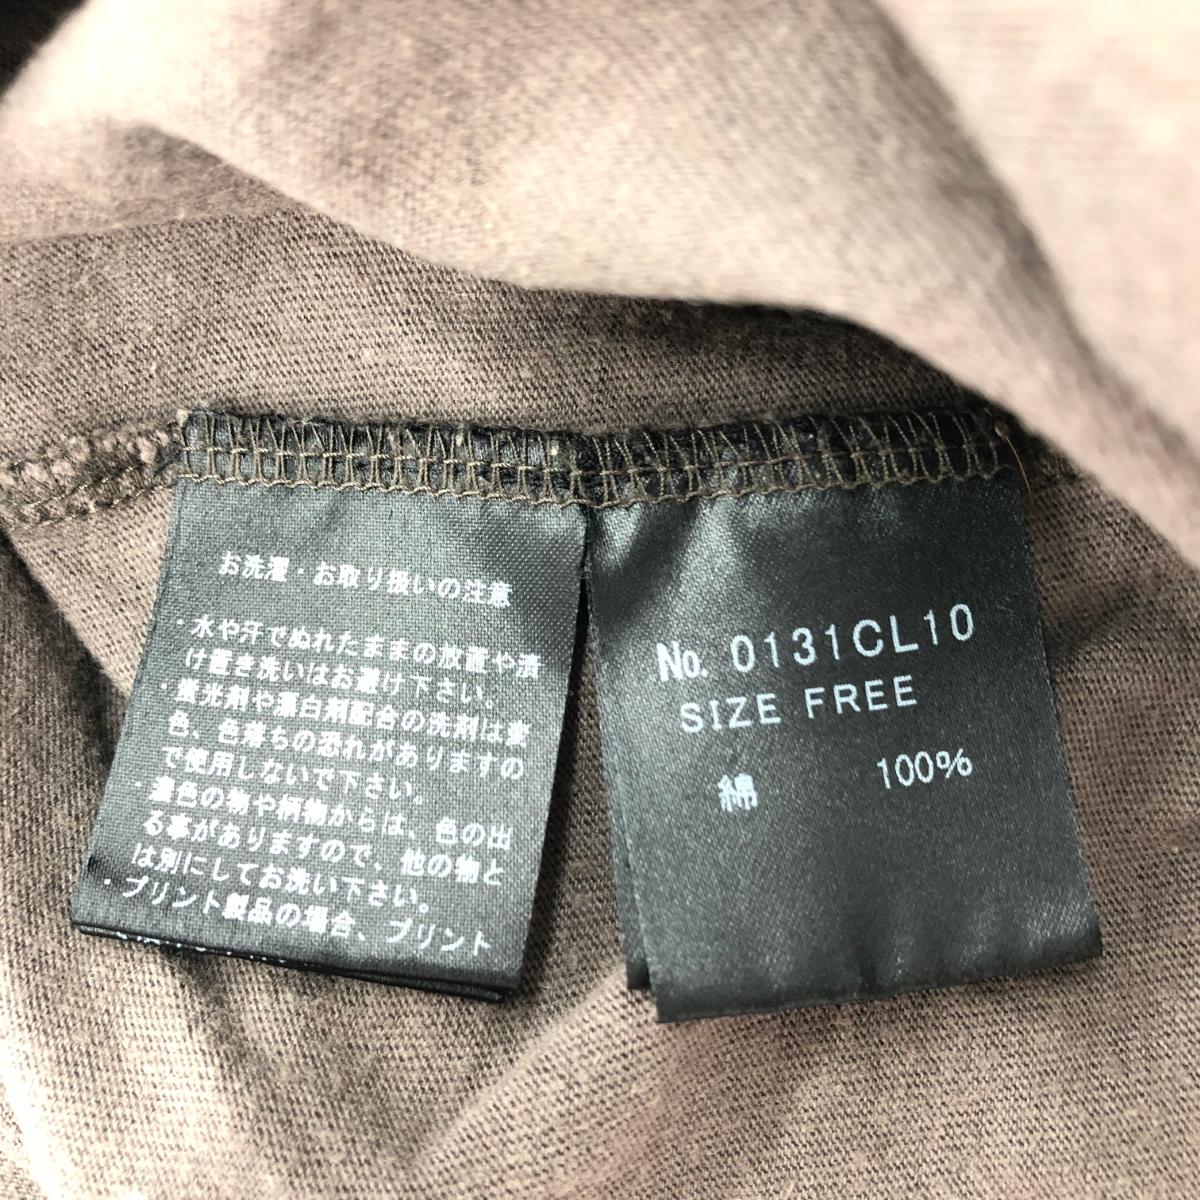 お洗濯・お取り扱いの注意
・水や汗でぬれたままの放置や漬
け置き洗いはお避け下さい。
・蛍光剤や漂白剤配合の洗剤は変
色、色落ちの恐れがありますの
で使用しないで下さい。
・濃色の物や柄物からは、色の出
る事がありますので、他の物と
は別にしてお洗い下さい。
・プリント製品の場合、プリント
No. 0131CL10
SIZE FREE
綿 100%